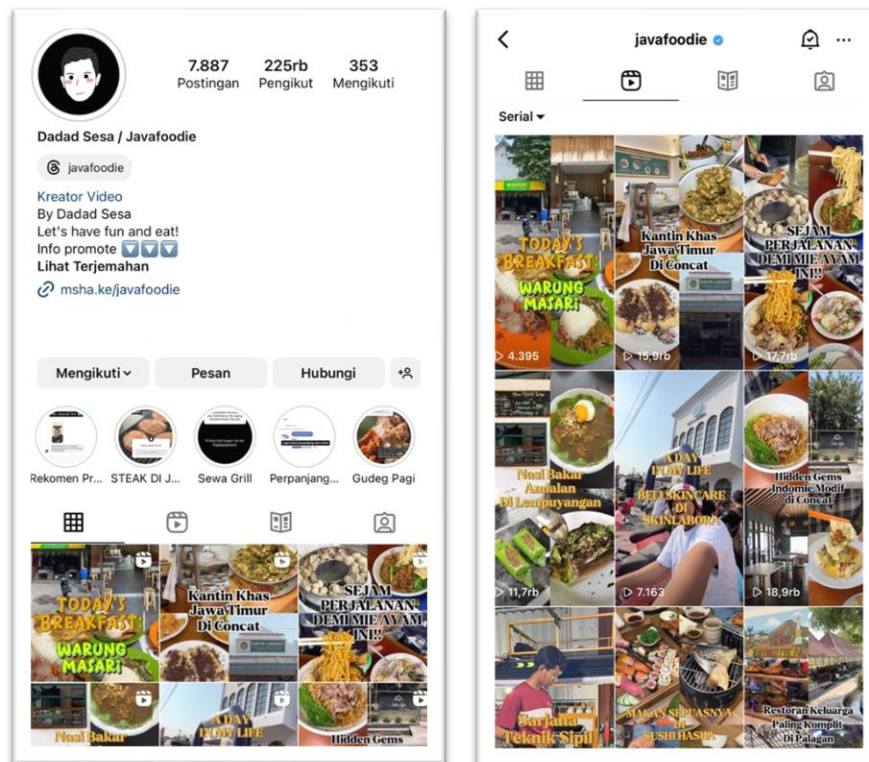 7.887
225rb
353
Postingan
Pengikut
Mengikuti
Dadad Sesa / Javafoodie
javafoodie
Kreator Video
By Dadad Sesa
Let's have fun and eat!
Info promote
Lihat Terjemahan
msha.ke/javafoodie
Mengikuti
Pesan
Hubungi
Rekomen Pr...
STEAK DI J...
Sewa Grill
Perpanjang...
Gudeg Pagi
TODAY'S
BREAKFAST:
WARUNG
MASARI
Kantin Khas
Jawa Timur
Di Concat
SEJAM
PERJALANAN
DEMI MIE AYAM
INI!!
Nasi Bakar
A DAY
IN MY LIFE
Hidden Gems
javafoodie
Serial
TODAY'S
BREAKFAST:
WARUNG
MASARI
4.395
Kantin Khas
Jawa Timur
Di Concat
15,9rb
SEJAM
PERJALANAN
DEMI MIE AYAM
INI!!
17,7rb
Nasi Bakar
Andalan
Di Lempuyangan
11,7rb
A DAY
IN MY LIFE
BELI SKINCARE
DI
SKINLABORA
7.163
Hidden Gems
Indomie Modif
di Concat
18,9rb
Sarjana
Teknik Sipil
MAKAN SEPUASNYA
DI
SUSHI HASHA
Restoran Keluarga
Paling Komplit
Di Palagan